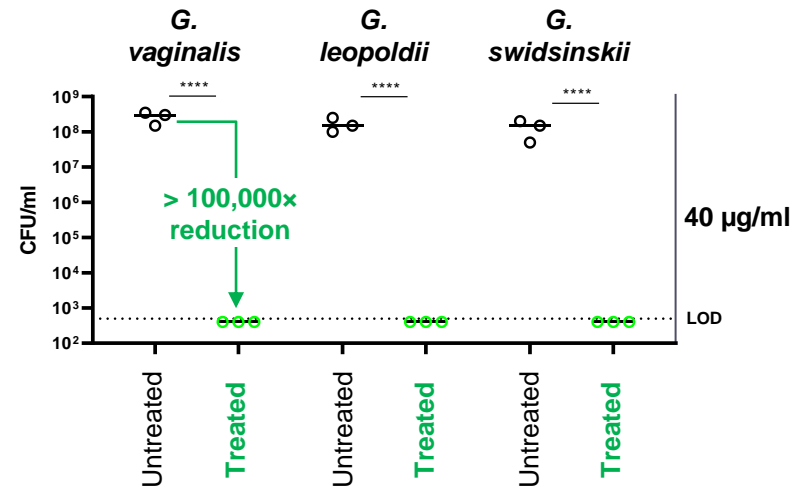 G.
vaginalis
G.
leopoldii
G.
swidsinskii
****
****
****
10⁹
10⁸
10⁷
10⁶
10⁵
10⁴
10³
10²
CFU/ml
> 100,000×
reduction
40 µg/ml
LOD
Untreated
Treated
Untreated
Treated
Untreated
Treated